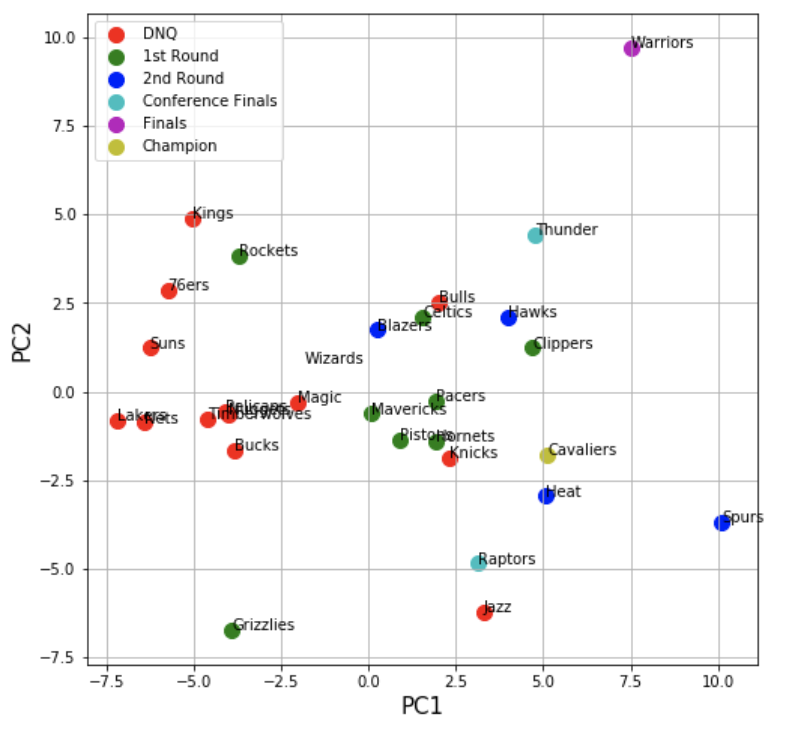 DNQ
1st Round
2nd Round
Conference Finals
Finals
Champion
Warriors
Kings
Thunder
Rockets
76ers
Bulls
Celtics
Hawks
Blazers
Suns
Clippers
Wizards
Magic
Pacers
Pelicans
Nuggets
Timberwolves
Lakers
Nets
Mavericks
Pistons
Hornets
Bucks
Knicks
Cavaliers
Heat
Spurs
Raptors
Jazz
Grizzlies
10.0
7.5
5.0
2.5
0.0
−2.5
−5.0
−7.5
PC2
−7.5 −5.0 −2.5 0.0 2.5 5.0 7.5 10.0
PC1